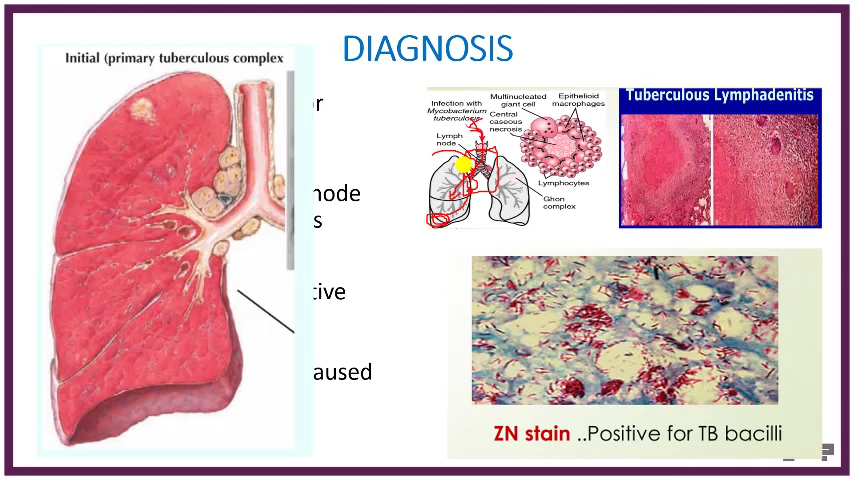 DIAGNOSIS
Initial (primary tuberculous complex
or
node
s
tive
aused
Infection with
Mycobacterium
tuberculosis
Lymph
node
Multinucleated
giant cell
Central
caseous
necrosis
Epithelioid
macrophages
Lymphocytes
Ghon
complex
Tuberculous Lymphadenitis
ZN stain ..Positive for TB bacilli